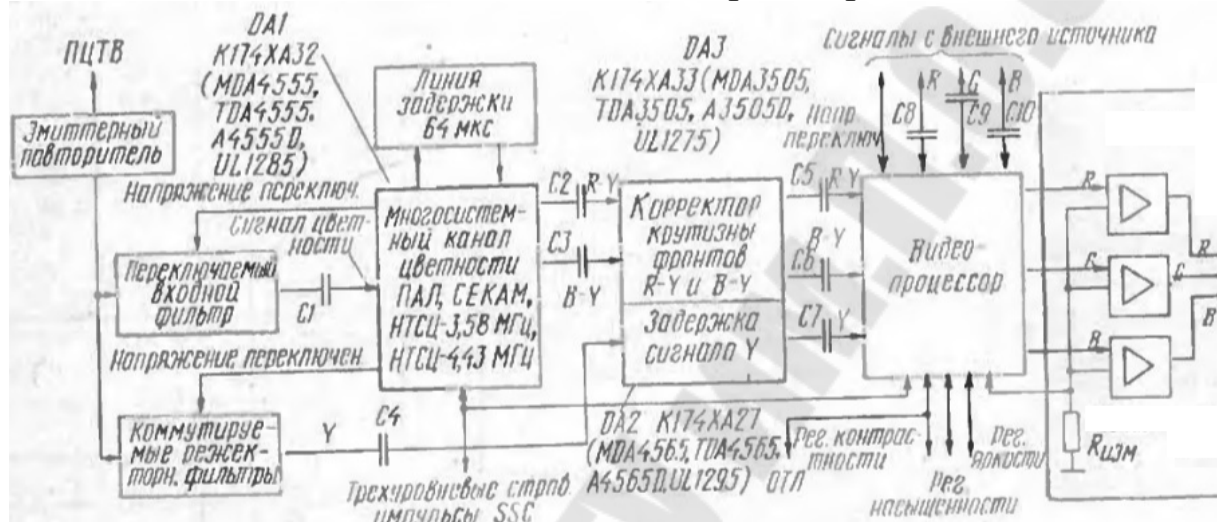 ПЦТВ
Эмиттерный
повторитель
DA1
К174ХА32
(MDA4555,
TDA4555,
A4555D,
UL1285)
Линия
задержки
64 мкс
DA3
К174ХА33(MDA3505,
TDA3505, A3505D,
UL1275)
Сигналы с внешнего источника
Напр.
переключ.
R
C8
G
C9
B
C10
Напряжение переключ.
Сигнал цвет-
ности
Переключаемый
входной
фильтр
C1
Многосистем-
ный канал
цветности
ПАЛ, СЕКАМ,
НТСЦ-3,58 МГц,
НТСЦ-4,43 МГц
C2
R-Y
C3
B-Y
Корректор
крутизны
фронтов
R-Y и B-Y
Задержка
сигнала Y
C5
R-Y
B-Y
C6
C7
Y
Видео-
процессор
R
G
B
R
G
B
Напряжение переключен.
Коммутируе-
мые режек-
торн. фильтры
Y
C4
Трехуровневые строб.
импульсы SSC
DA2 К174ХА27
(MDA4565, TDA4565,
A4565D, UL1295)
ОТЛ
Рег. контрас-
тности
Рег.
насыщенности
Рег.
яркости
Rизм